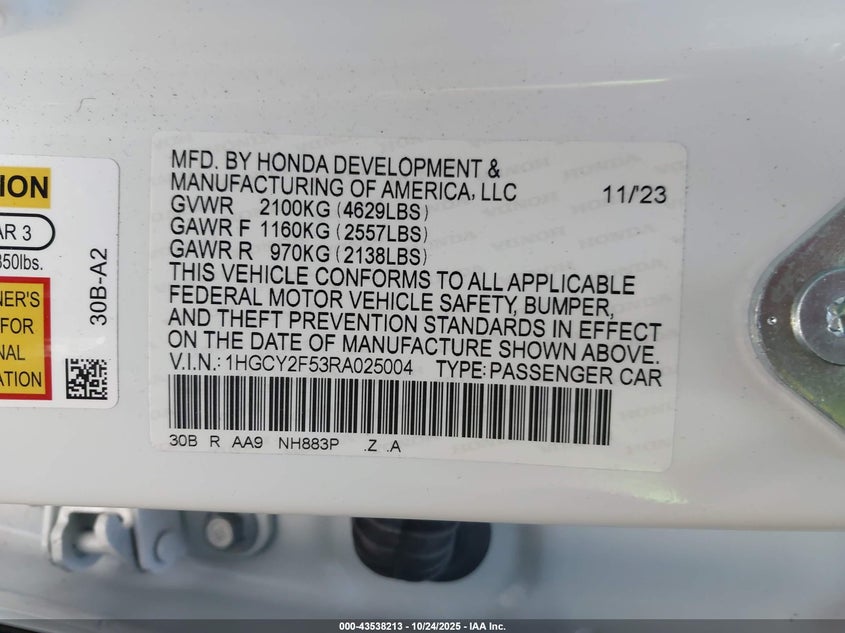 ION
AR 3
350lbs.
NER'S
FOR
NAL
ATION
30B-A2
MFD. BY HONDA DEVELOPMENT &
MANUFACTURING OF AMERICA, LLC 11/'23
GVWR 2100KG (4629LBS)
GAWR F 1160KG (2557LBS)
GAWR R 970KG (2138LBS)
THIS VEHICLE CONFORMS TO ALL APPLICABLE
FEDERAL MOTOR VEHICLE SAFETY, BUMPER,
AND THEFT PREVENTION STANDARDS IN EFFECT
ON THE DATE OF MANUFACTURE SHOWN ABOVE.
V.I.N.: 1HGCY2F53RA025004 TYPE: PASSENGER CAR
30B R AA9 NH883P .Z .A
000-43538213 - 10/24/2025 - IAA Inc.